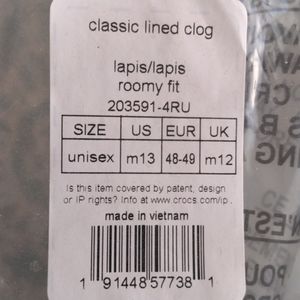 classic lined clog
lapis/lapis
roomy fit
203591-4RU
SIZE US EUR UK
unisex m13 48-49 m12
Is this item covered by patent, design
or IP rights? Info at www.crocs.com/ip.
made in vietnam
1 91448 57738 1